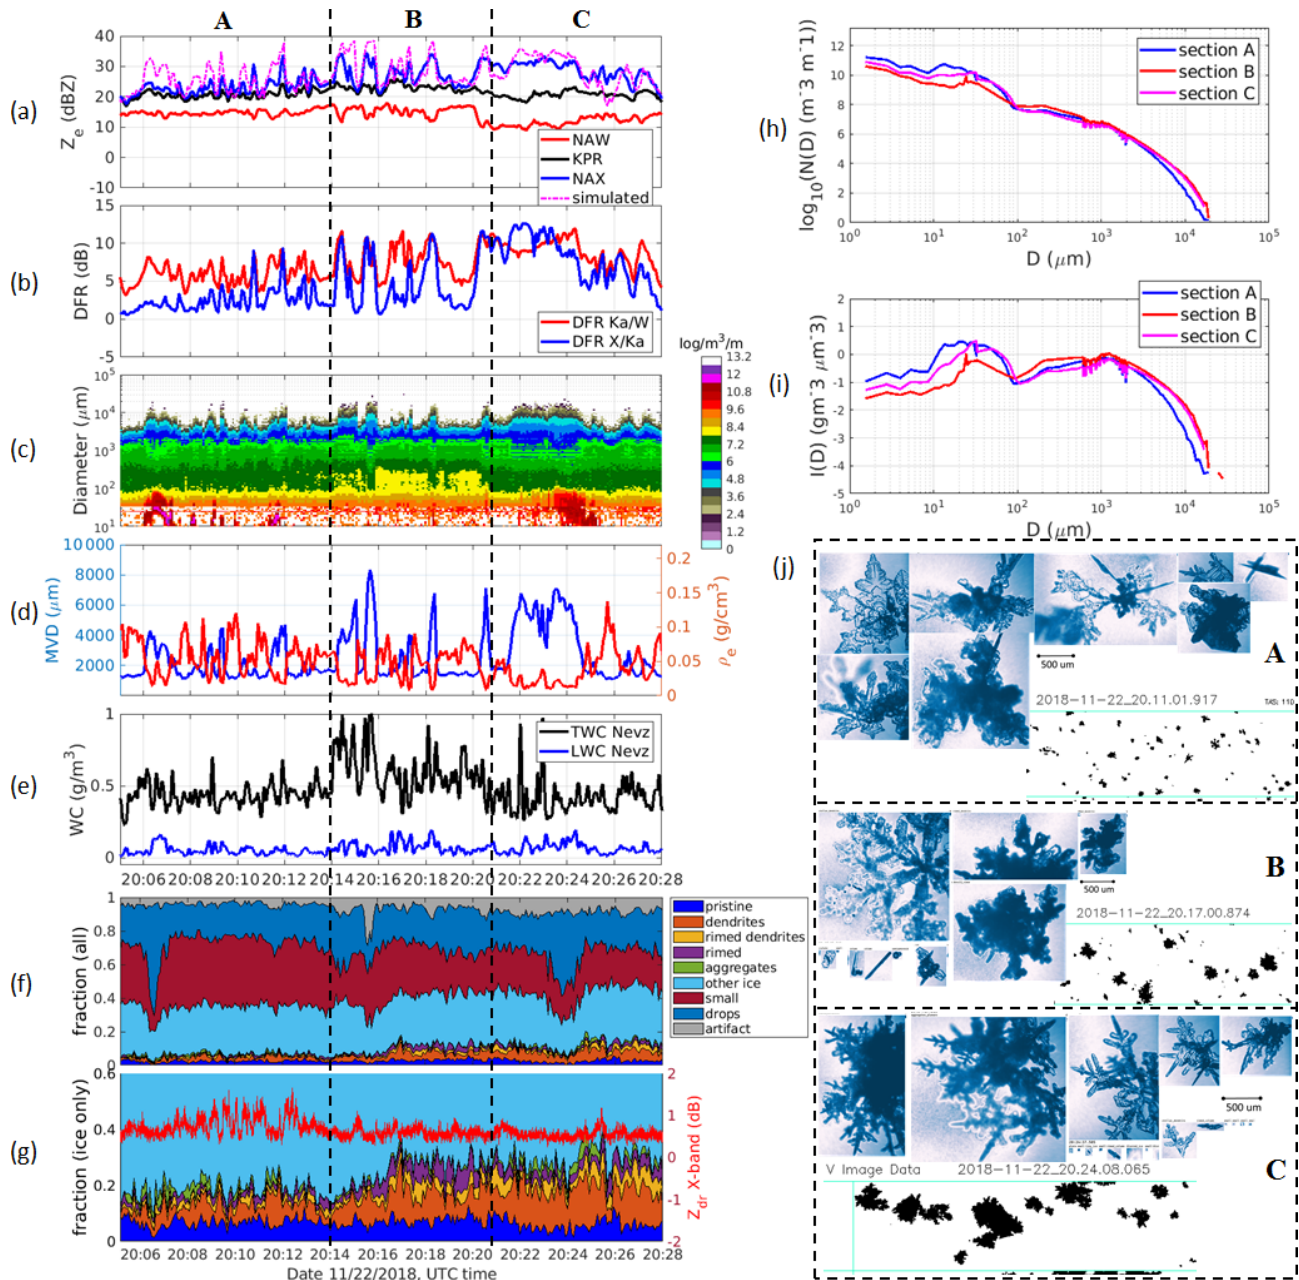 A
B
C
(a)
Z_e (dBZ)
40
30
20
10
0
-10
NAW
KPR
NAX
simulated
(b)
DFR (dB)
15
10
5
0
-5
DFR Ka/W
DFR X/Ka
(c)
Diameter (μm)
10^5
10^4
10^3
10^2
10^1
log/m^3/m
13.2
12
10.8
9.6
8.4
7.2
6
4.8
3.6
2.4
1.2
0
(d)
MVD (μm)
10 000
8000
6000
4000
2000
0.2
0.15
0.1
0.05
0
ρ_e (g/cm^3)
(e)
WC (g/m^3)
1
0.5
0
TWC Nevz
LWC Nevz
20:06 20:08 20:10 20:12 20:14 20:16 20:18 20:20 20:22 20:24 20:26 20:28
(f)
fraction (all)
1
0.8
0.6
0.4
0.2
0
pristine
dendrites
rimed dendrites
rimed
aggregates
other ice
small
drops
artifact
(g)
fraction (ice only)
0.6
0.4
0.2
0
2
1
0
-1
-2
Z_dr X-band (dB)
20:06 20:08 20:10 20:12 20:14 20:16 20:18 20:20 20:22 20:24 20:26 20:28
Date 11/22/2018, UTC time
(h)
log_10(N(D) (m^-3 m^-1))
12
10
8
6
4
2
0
section A
section B
section C
10^0 10^1 10^2 10^3 10^4 10^5
D (μm)
(i)
I(D) (gm^-3 μm^-3)
2
1
0
-1
-2
-3
-4
-5
section A
section B
section C
10^0 10^1 10^2 10^3 10^4 10^5
D (μm)
(j)
500 um
A
2018-11-22_20.11.01.917
TAS: 110
500 um
B
2018-11-22_20.17.00.874
500 um
V Image Data
2018-11-22_20.24.08.065
C